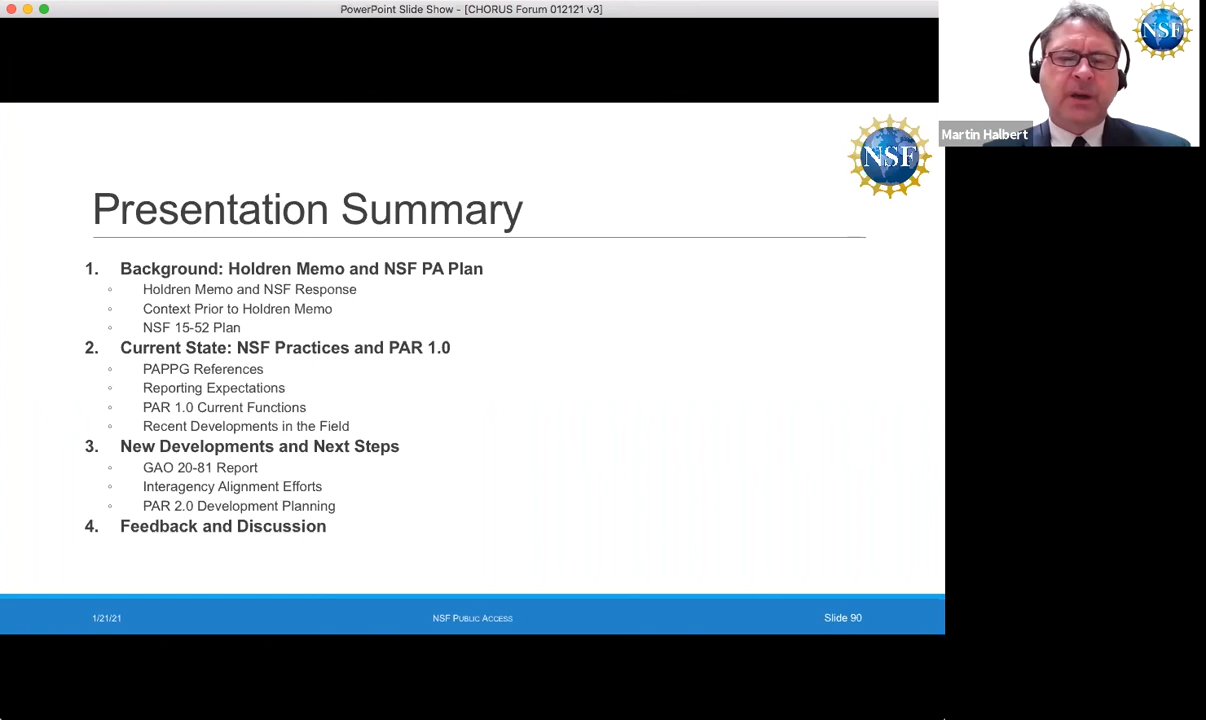 PowerPoint Slide Show - [CHORUS Forum 012121 v3]
NSF
Martin Halbert
NSF
Presentation Summary
1. Background: Holdren Memo and NSF PA Plan
◦ Holdren Memo and NSF Response
◦ Context Prior to Holdren Memo
◦ NSF 15-52 Plan
2. Current State: NSF Practices and PAR 1.0
◦ PAPPG References
◦ Reporting Expectations
◦ PAR 1.0 Current Functions
◦ Recent Developments in the Field
3. New Developments and Next Steps
◦ GAO 20-81 Report
◦ Interagency Alignment Efforts
◦ PAR 2.0 Development Planning
4. Feedback and Discussion
1/21/21 NSF Public Access Slide 90